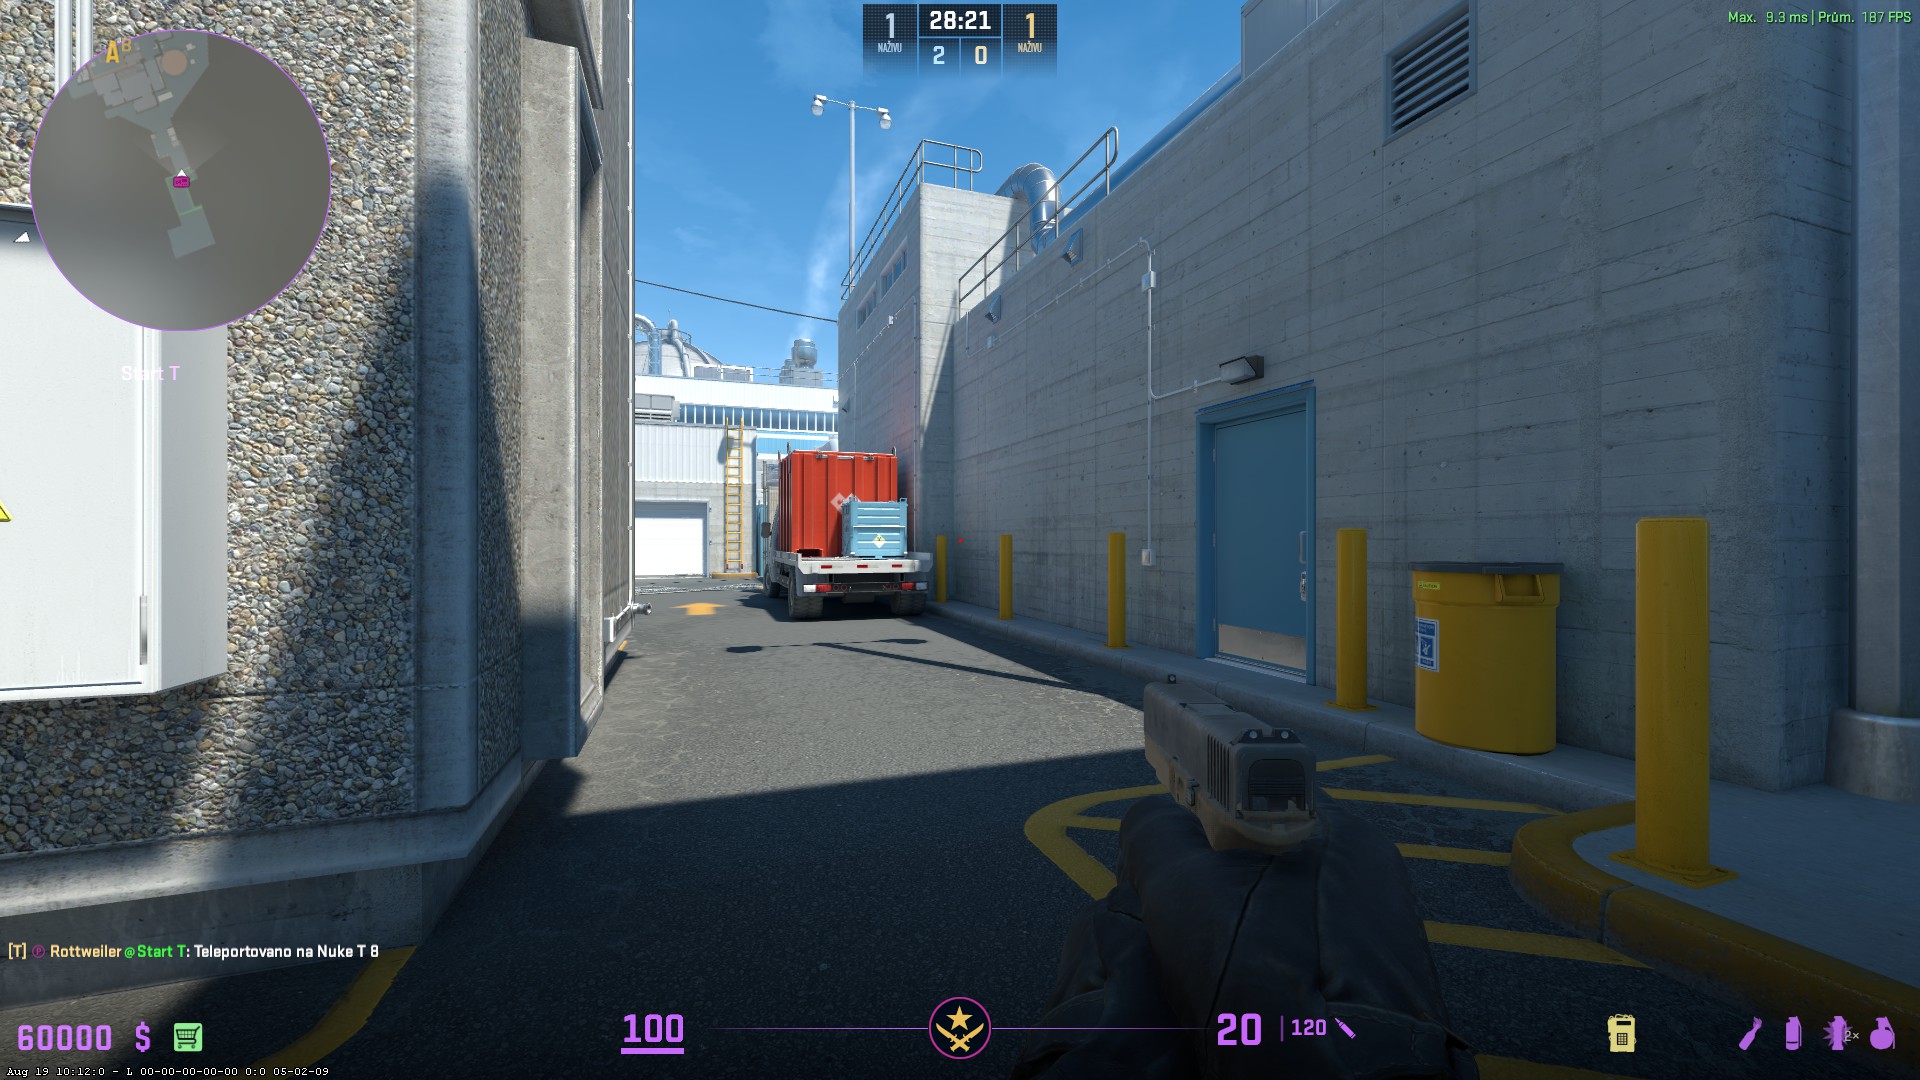 Max. 9.3 ms | Prům. 187 FPS
1 28:21 1
NAŽIVU 2 0 NAŽIVU
A B
Start T
[T] Rottweiler@Start T: Teleportovano na Nuke T 8
60000 $ 100 20 | 120 2×
Aug 19 10:12:0 - L 00-00-00-00-00 0:0 05-02-09